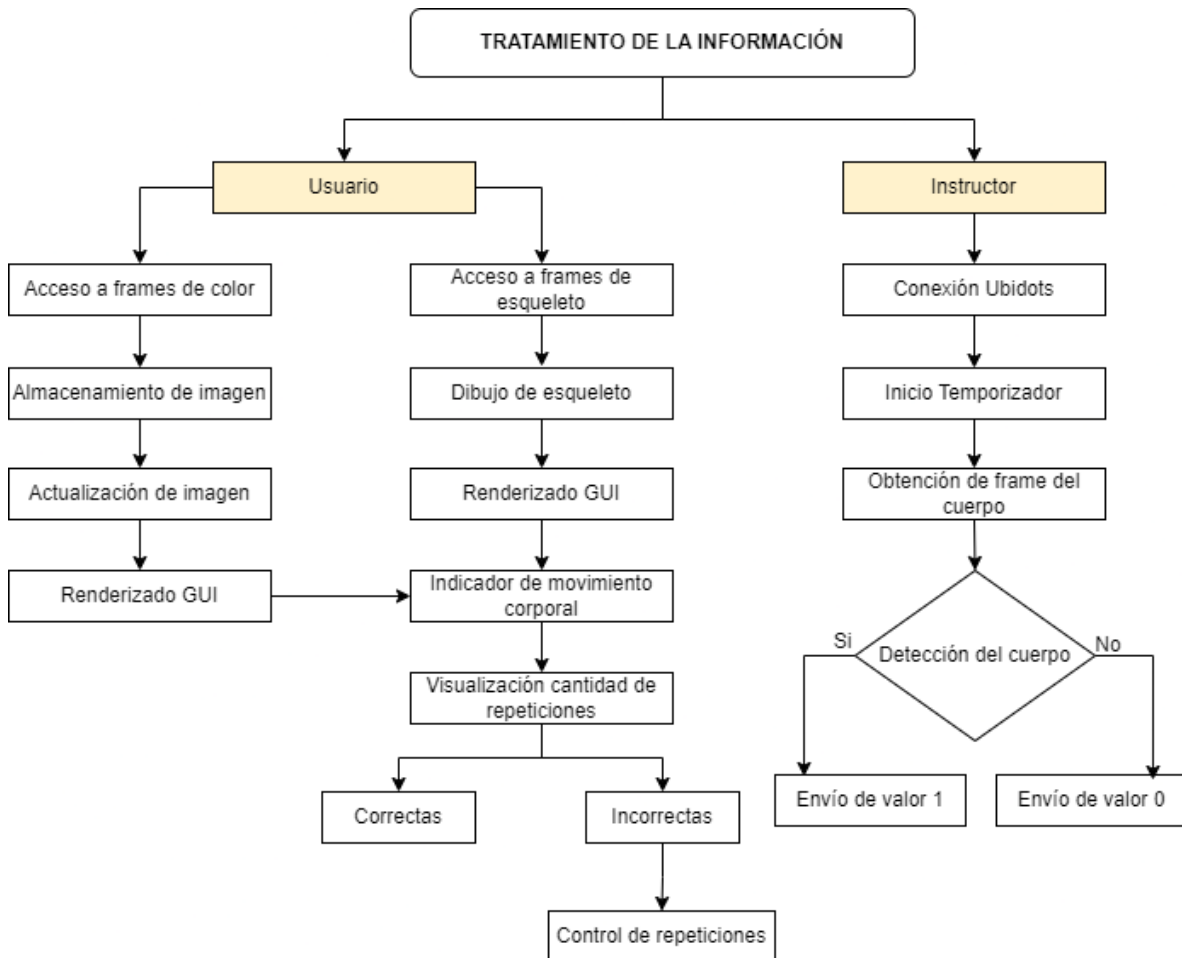 TRATAMIENTO DE LA INFORMACIÓN
Usuario
Instructor
Acceso a frames de color
Acceso a frames de
esqueleto
Conexión Ubidots
Almacenamiento de imagen
Dibujo de esqueleto
Inicio Temporizador
Actualización de imagen
Renderizado GUI
Obtención de frame del
cuerpo
Renderizado GUI
Indicador de movimiento
corporal
Si
Detección del cuerpo
No
Visualización cantidad de
repeticiones
Correctas
Incorrectas
Envío de valor 1
Envío de valor 0
Control de repeticiones